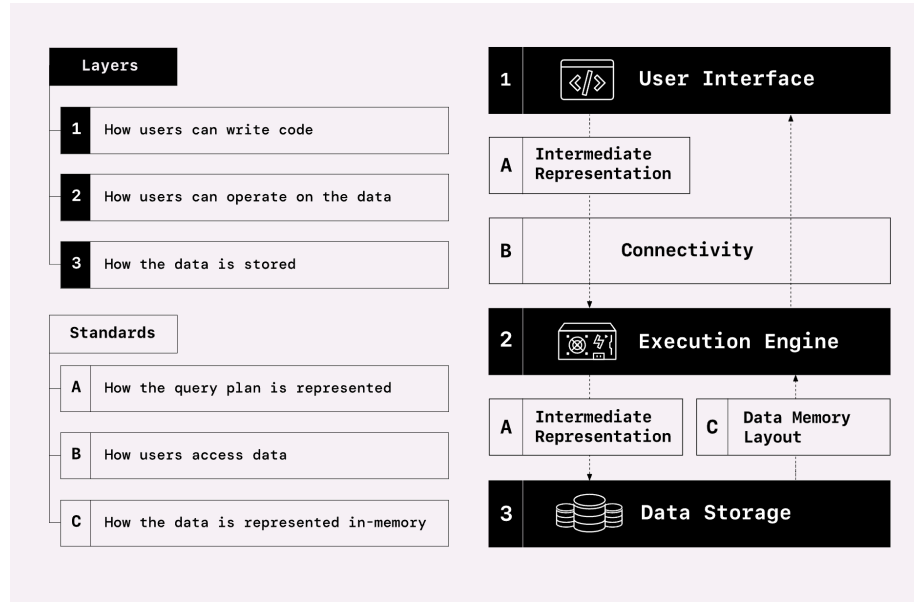 Layers
1
How users can write code
2
How users can operate on the data
3
How the data is stored
Standards
A
How the query plan is represented
B
How users access data
C
How the data is represented in-memory
1
</>
User Interface
A
Intermediate
Representation
B
Connectivity
2
Execution Engine
A
Intermediate
Representation
C
Data Memory
Layout
3
Data Storage